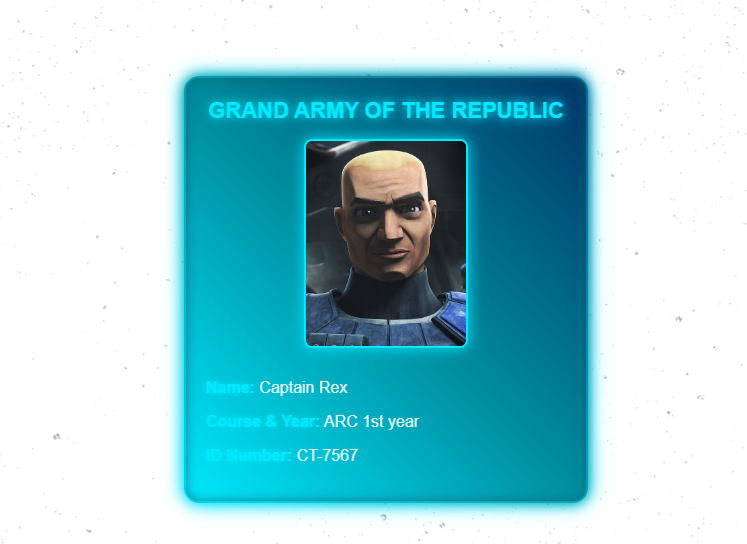 GRAND ARMY OF THE REPUBLIC
Name: Captain Rex
Course & Year: ARC 1st year
ID Number: CT-7567